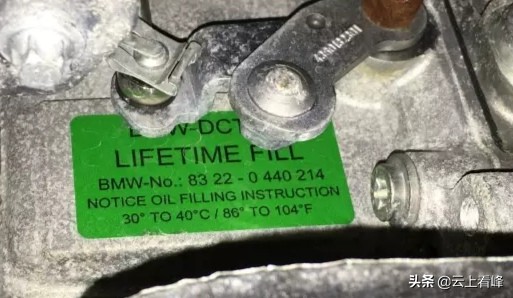 LIFETIME FILL
BMW-No.: 83 22 - 0 440 214
NOTICE OIL FILLING INSTRUCTION
30° TO 40°C / 86° TO 104°F
头条 @云上看峰